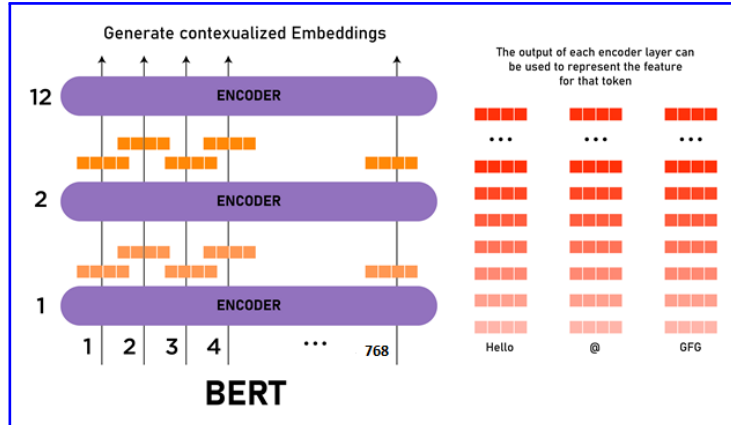 Generate contexualized Embeddings
12
ENCODER
2
ENCODER
1
ENCODER
1 2 3 4 ... 768
BERT
The output of each encoder layer can
be used to represent the feature
for that token
... ... ...
Hello @ GFG